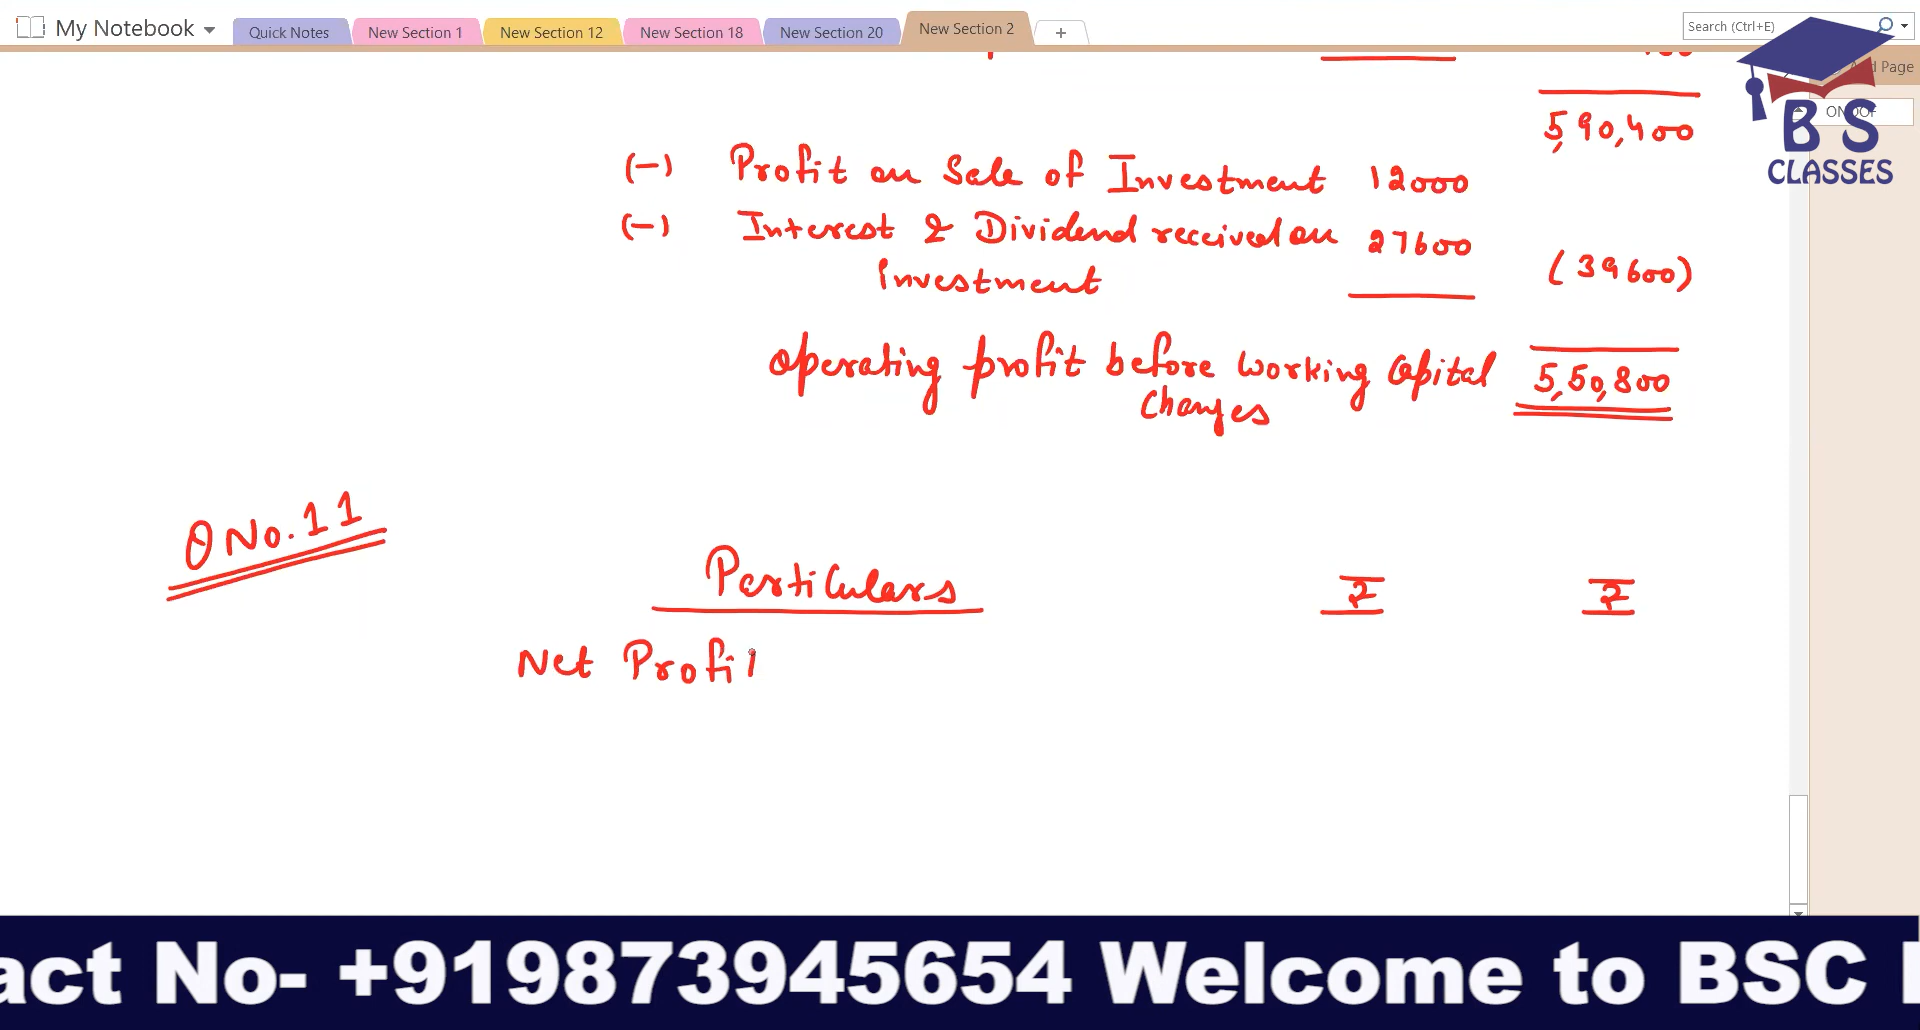 My Notebook
Quick Notes
New Section 1
New Section 12
New Section 18
New Section 20
New Section 2
+
Search (Ctrl+E)
Page
B S
CLASSES
5,90,400
(-) Profit on Sale of Investment 12000
(-) Interest & Dividend received on 27600
Investment (39600)
Operating profit before working Capital 5,50,800
Changes
Q No. 11
Particulars ₹ ₹
Net Profit
act No- +919873945654 Welcome to BSC